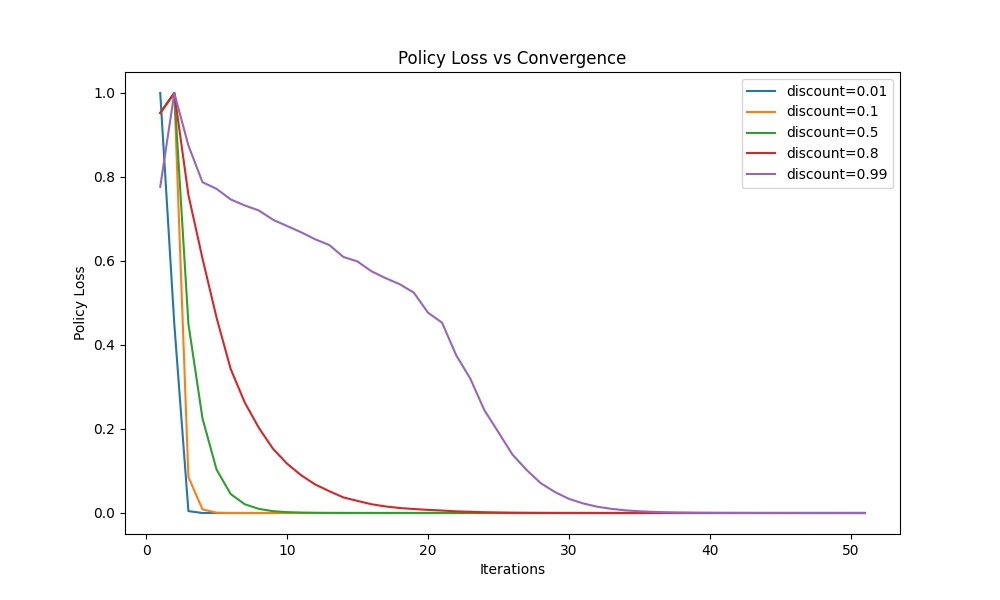 Policy Loss vs Convergence
discount=0.01
discount=0.1
discount=0.5
discount=0.8
discount=0.99
Policy Loss
1.0
0.8
0.6
0.4
0.2
0.0
0 10 20 30 40 50
Iterations